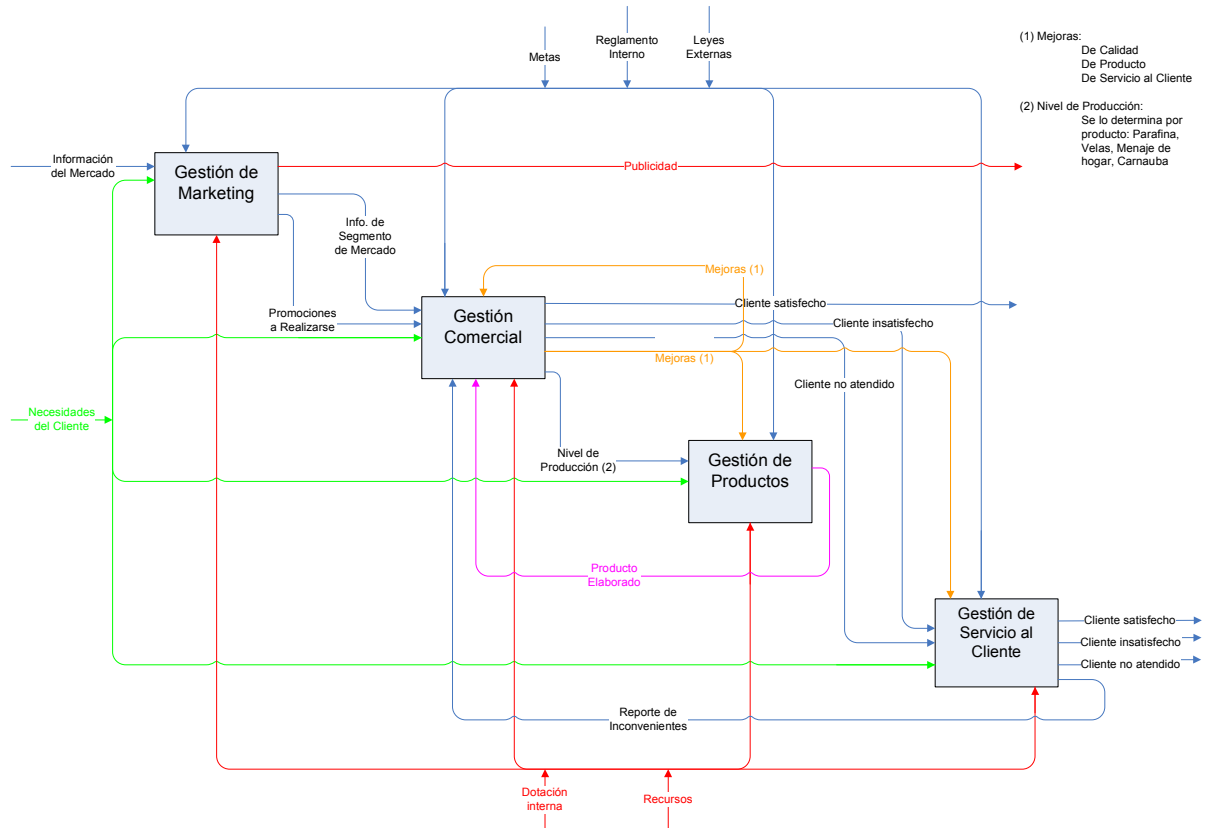 Metas
Reglamento
Interno
Leyes
Externas
(1) Mejoras:
De Calidad
De Producto
De Servicio al Cliente
(2) Nivel de Producción:
Se lo determina por
producto: Parafina,
Velas, Menaje de
hogar, Carnauba
Información
del Mercado
Gestión de
Marketing
Publicidad
Info. de
Segmento
de Mercado
Mejoras (1)
Promociones
a Realizarse
Gestión
Comercial
Cliente satisfecho
Cliente insatisfecho
Mejoras (1)
Cliente no atendido
Necesidades
del Cliente
Nivel de
Producción (2)
Gestión de
Productos
Producto
Elaborado
Gestión de
Servicio al
Cliente
Cliente satisfecho
Cliente insatisfecho
Cliente no atendido
Reporte de
Inconvenientes
Dotación
interna
Recursos